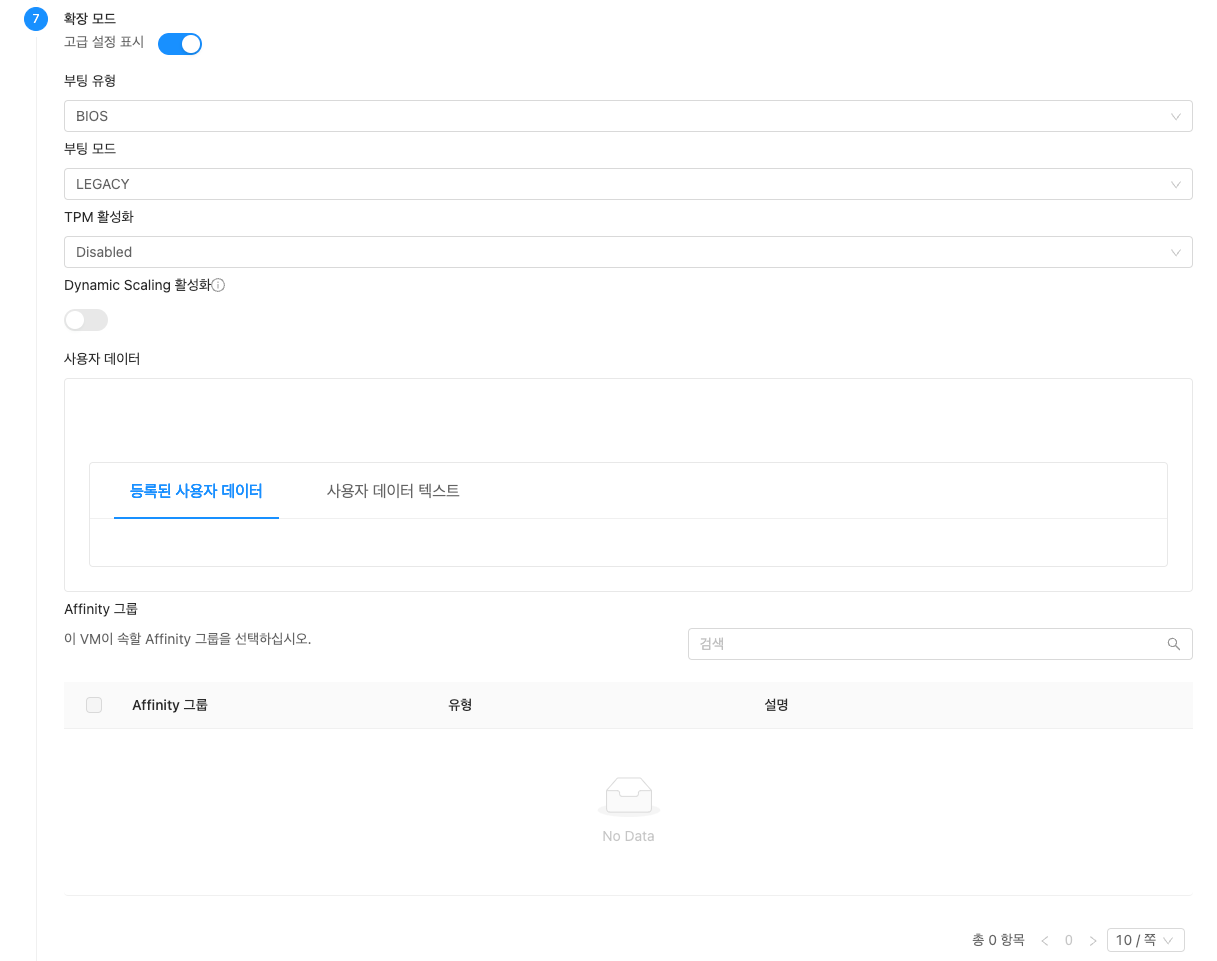 7
확장 모드
고급 설정 표시
부팅 유형
BIOS
부팅 모드
LEGACY
TPM 활성화
Disabled
Dynamic Scaling 활성화
사용자 데이터
등록된 사용자 데이터 사용자 데이터 텍스트
Affinity 그룹
이 VM이 속할 Affinity 그룹을 선택하십시오.
검색
Affinity 그룹 유형 설명
No Data
총 0 항목 < 0 > 10 / 쪽